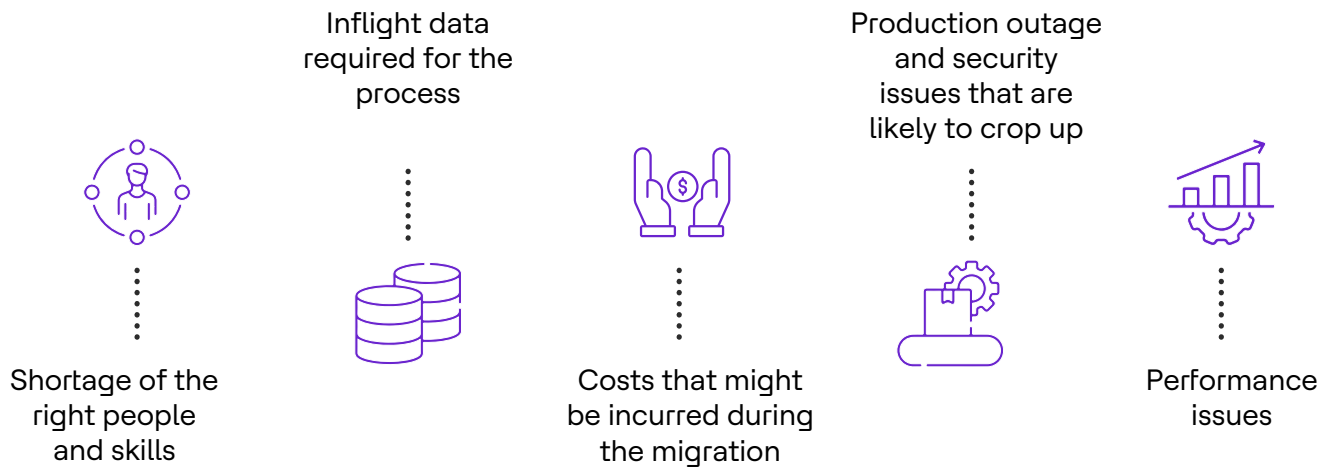 Shortage of the
right people
and skills
Inflight data
required for the
process
$
Costs that might
be incurred during
the migration
Production outage
and security
issues that are
likely to crop up
Performance
issues